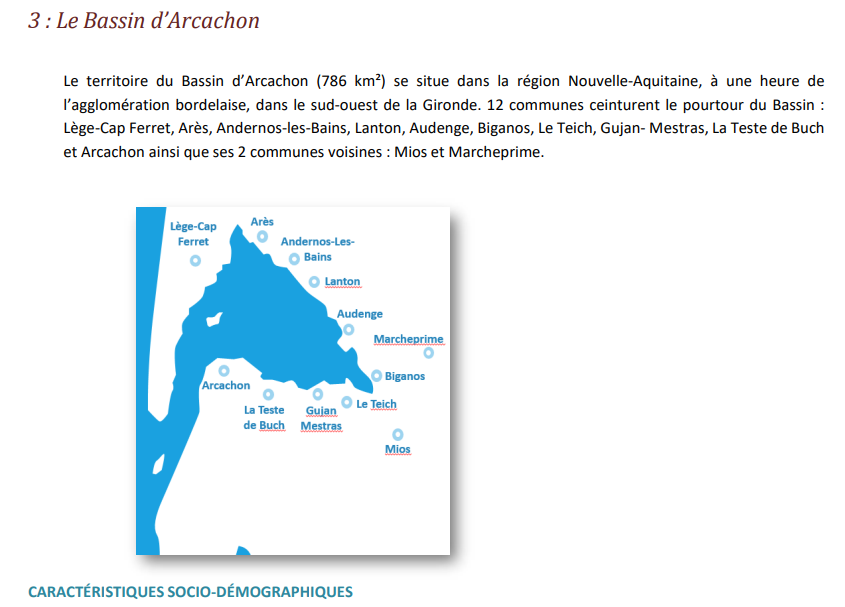 3 : Le Bassin d’Arcachon
Le territoire du Bassin d’Arcachon (786 km²) se situe dans la région Nouvelle-Aquitaine, à une heure de
l’agglomération bordelaise, dans le sud-ouest de la Gironde. 12 communes ceinturent le pourtour du Bassin :
Lège-Cap Ferret, Arès, Andernos-les-Bains, Lanton, Audenge, Biganos, Le Teich, Gujan- Mestras, La Teste de Buch
et Arcachon ainsi que ses 2 communes voisines : Mios et Marcheprime.
Lège-Cap
Ferret
Arès
Andernos-Les-
Bains
Lanton
Audenge
Marcheprime
Biganos
Arcachon
Le Teich
La Teste
de Buch
Gujan
Mestras
Mios
CARACTÉRISTIQUES SOCIO-DÉMOGRAPHIQUES